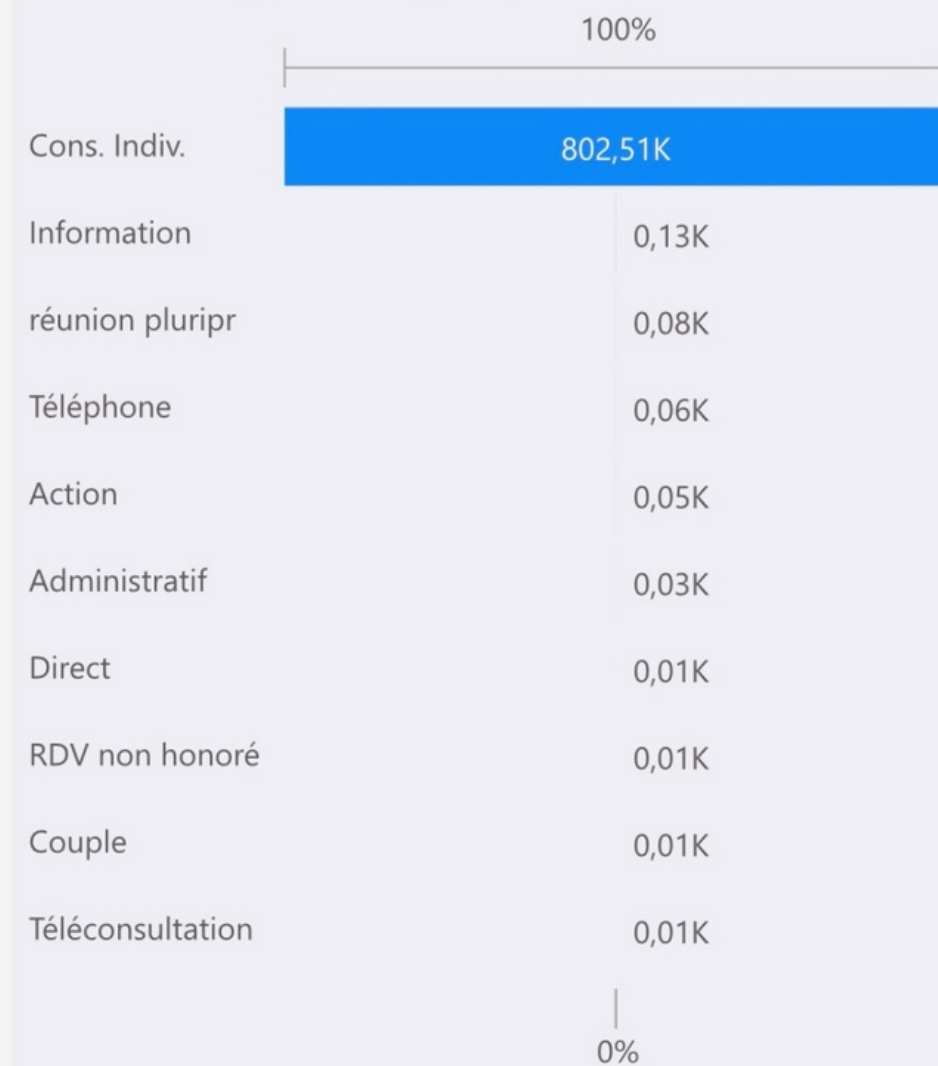 100%
Cons. Indiv. 802,51K
Information 0,13K
réunion pluripr 0,08K
Téléphone 0,06K
Action 0,05K
Administratif 0,03K
Direct 0,01K
RDV non honoré 0,01K
Couple 0,01K
Téléconsultation 0,01K
0%